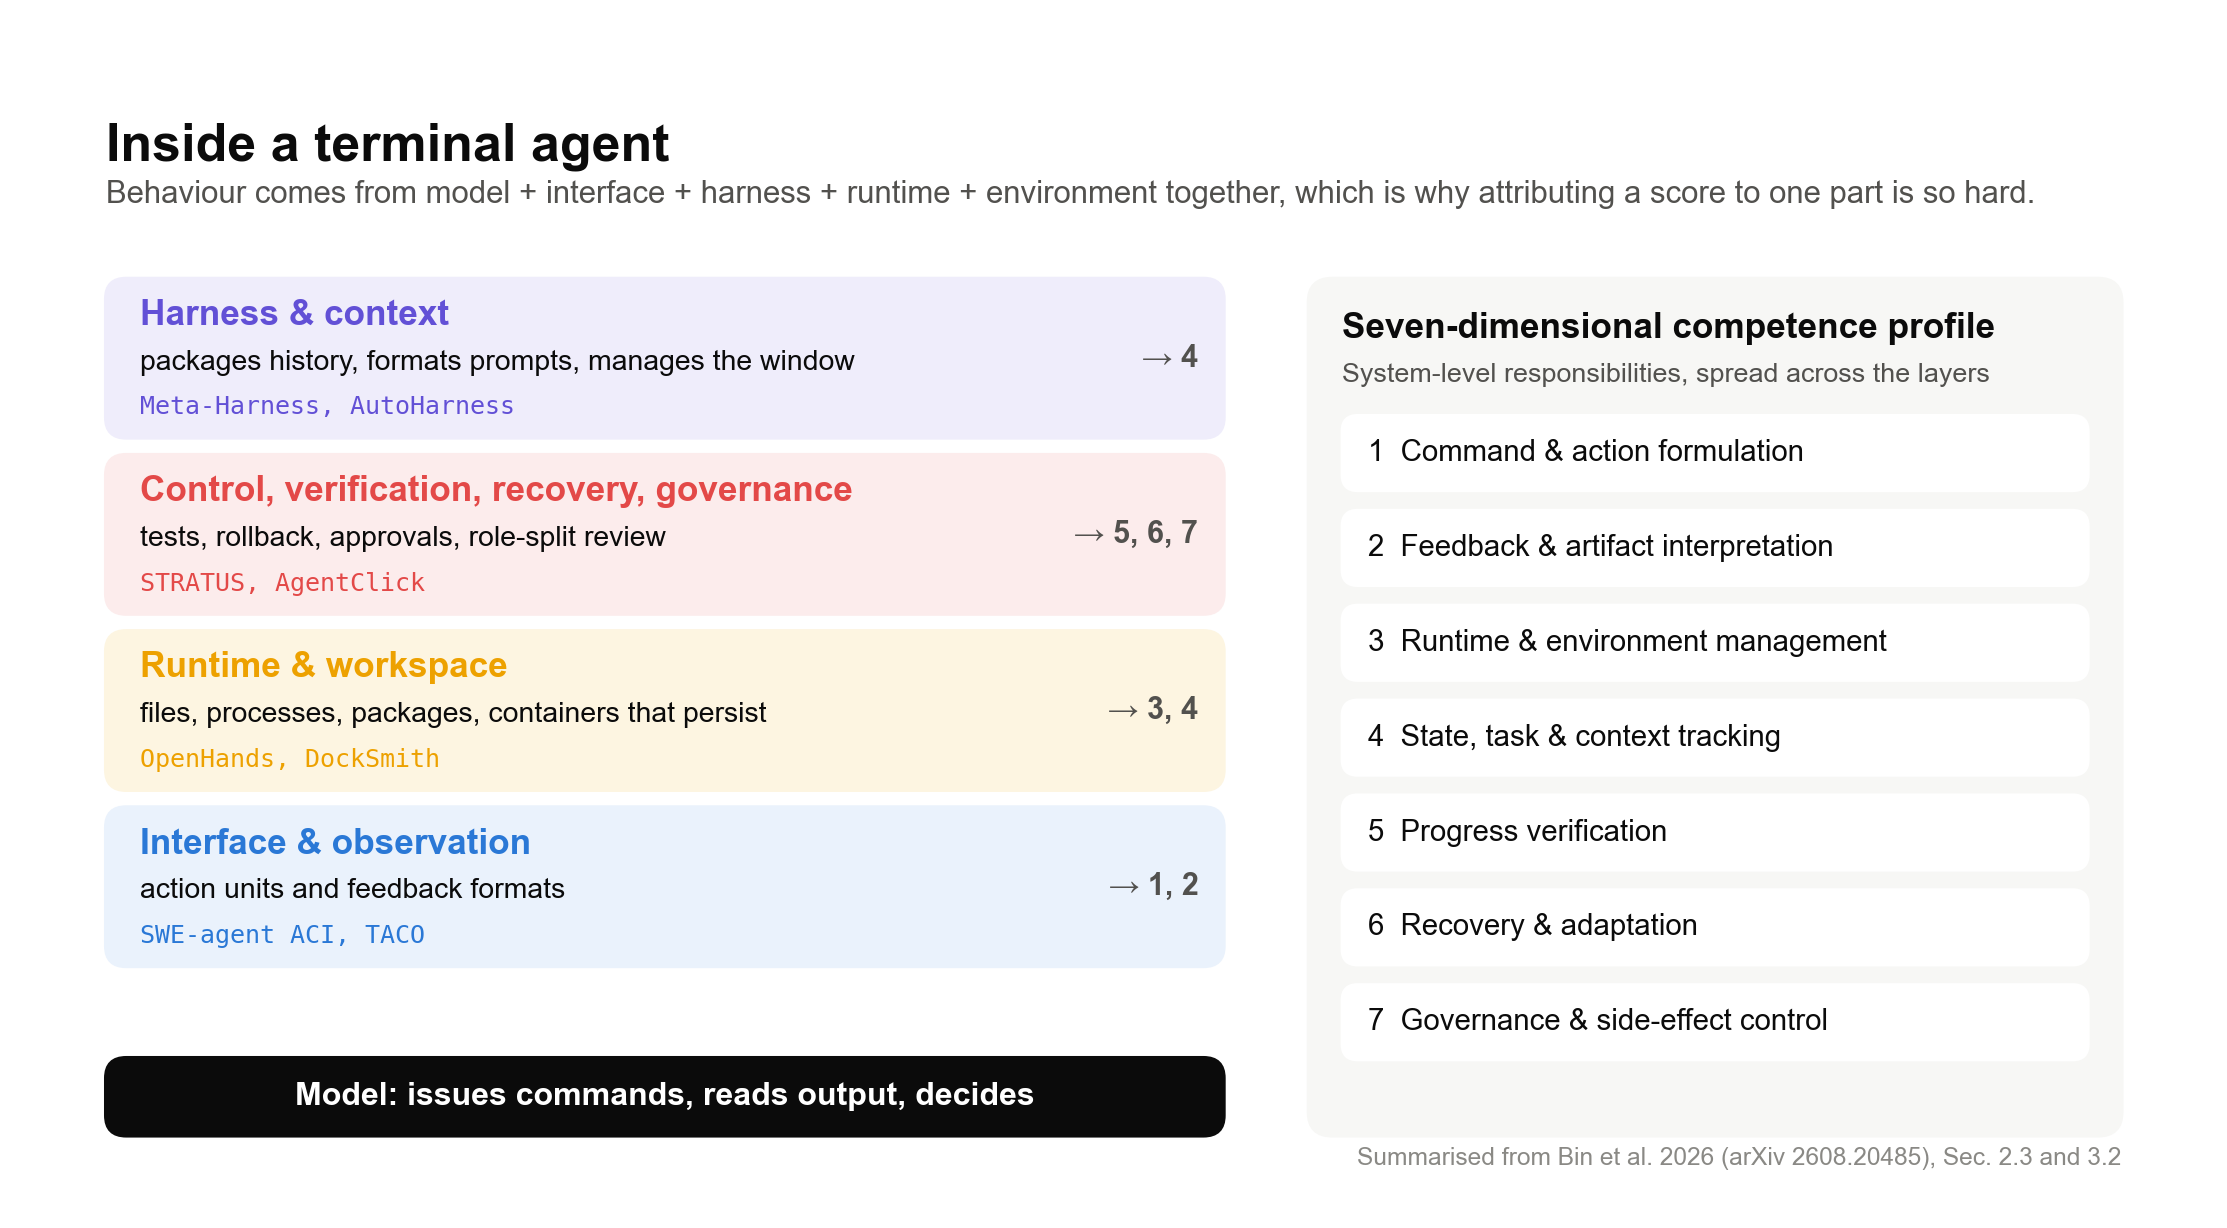 Inside a terminal agent
Behaviour comes from model + interface + harness + runtime + environment together, which is why attributing a score to one part is so hard.
Harness & context
packages history, formats prompts, manages the window
→ 4
Meta-Harness, AutoHarness
Control, verification, recovery, governance
tests, rollback, approvals, role-split review
→ 5, 6, 7
STRATUS, AgentClick
Runtime & workspace
files, processes, packages, containers that persist
→ 3, 4
OpenHands, DockSmith
Interface & observation
action units and feedback formats
→ 1, 2
SWE-agent ACI, TACO
Model: issues commands, reads output, decides
Seven-dimensional competence profile
System-level responsibilities, spread across the layers
1 Command & action formulation
2 Feedback & artifact interpretation
3 Runtime & environment management
4 State, task & context tracking
5 Progress verification
6 Recovery & adaptation
7 Governance & side-effect control
Summarised from Bin et al. 2026 (arXiv 2608.20485), Sec. 2.3 and 3.2